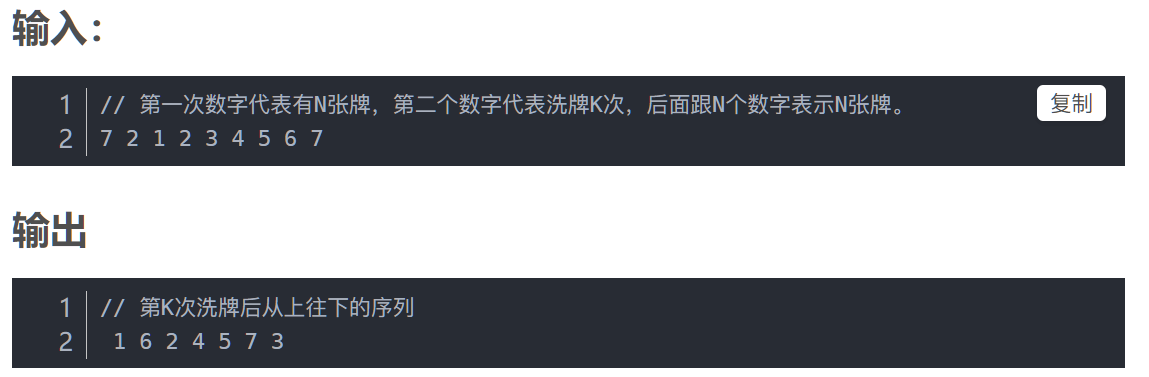 输入：
1 // 第一次数字代表有N张牌，第二个数字代表洗牌K次，后面跟N个数字表示N张牌。
复制
2 7 2 1 2 3 4 5 6 7
输出
1 // 第K次洗牌后从上往下的序列
2 1 6 2 4 5 7 3